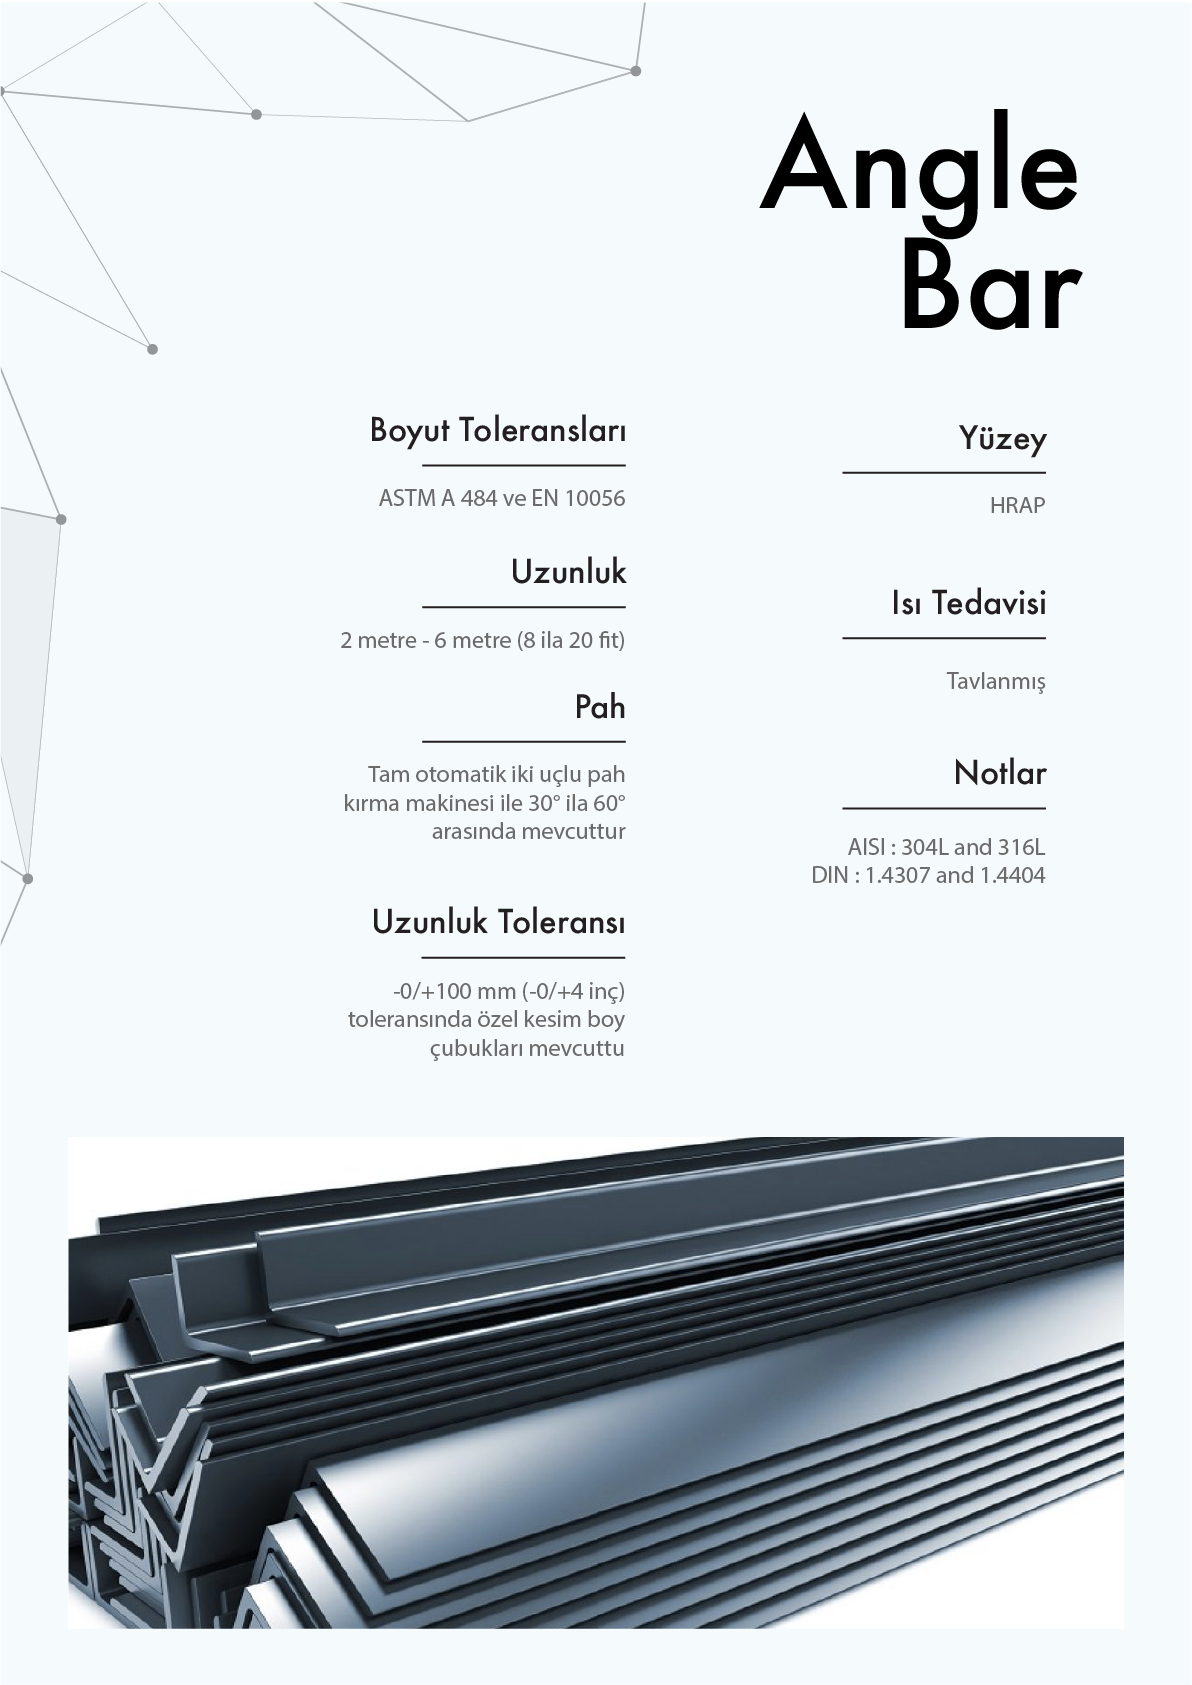 Angle
Bar
Boyut Toleransları
ASTM A 484 ve EN 10056
Uzunluk
2 metre - 6 metre (8 ila 20 fit)
Pah
Tam otomatik iki uçlu pah
kırma makinesi ile 30° ila 60°
arasında mevcuttur
Uzunluk Toleransı
-0/+100 mm (-0/+4 inç)
toleransında özel kesim boy
çubukları mevcuttu
Yüzey
HRAP
Isı Tedavisi
Tavlanmış
Notlar
AISI : 304L and 316L
DIN : 1.4307 and 1.4404